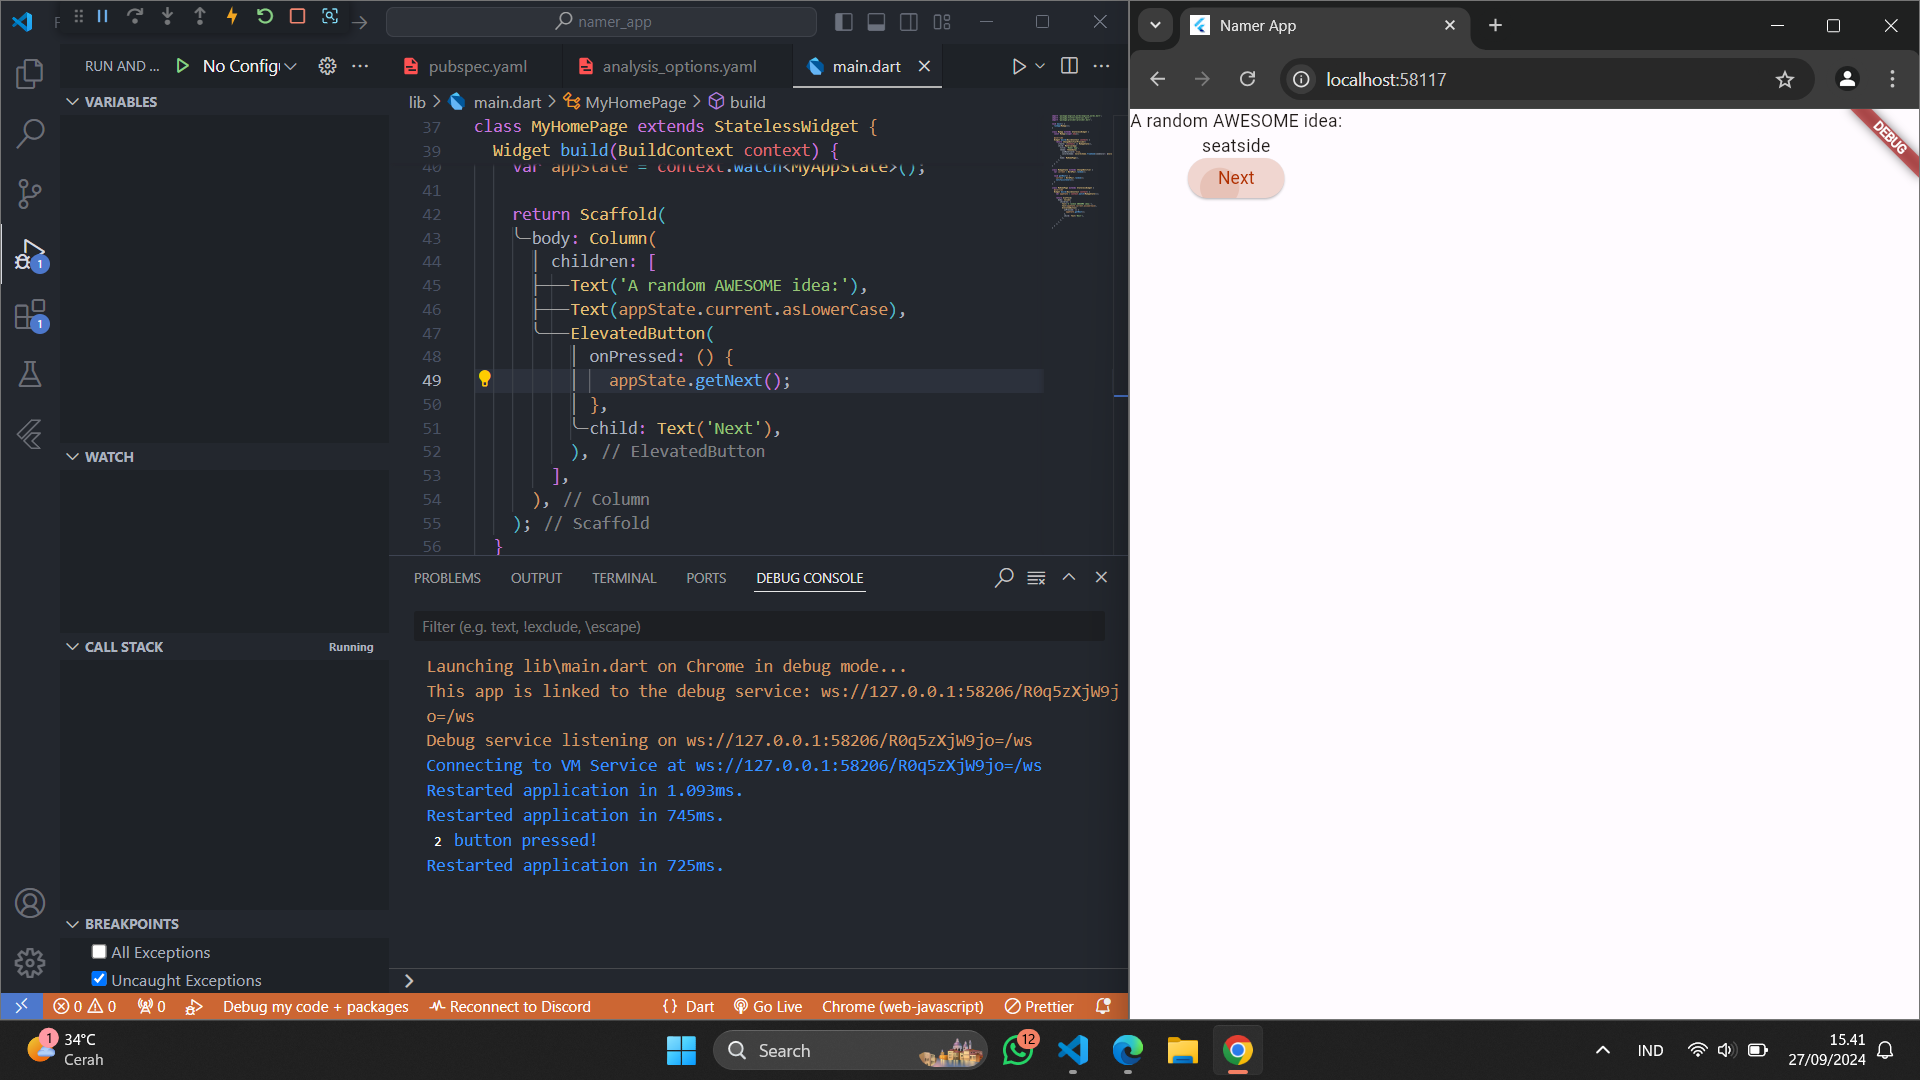 F
namer_app
RUN AND ...
No Config
pubspec.yaml
analysis_options.yaml
main.dart
VARIABLES
lib
main.dart
MyHomePage
build
37 class MyHomePage extends StatelessWidget {
39 Widget build(BuildContext context) {
40 var appState = context.watch<MyAppState>();
41
42 return Scaffold(
43 body: Column(
44 children: [
45 Text('A random AWESOME idea:'),
46 Text(appState.current.asLowerCase),
47 ElevatedButton(
48 onPressed: () {
49 appState.getNext();
50 },
51 child: Text('Next'),
52 ), // ElevatedButton
53 ],
54 ), // Column
55 ); // Scaffold
56 }
1
1
WATCH
CALL STACK
Running
BREAKPOINTS
All Exceptions
Uncaught Exceptions
PROBLEMS
OUTPUT
TERMINAL
PORTS
DEBUG CONSOLE
Filter (e.g. text, !exclude, \escape)
Launching lib\main.dart on Chrome in debug mode...
This app is linked to the debug service: ws://127.0.0.1:58206/R0q5zXjW9j
o=/ws
Debug service listening on ws://127.0.0.1:58206/R0q5zXjW9jo=/ws
Connecting to VM Service at ws://127.0.0.1:58206/R0q5zXjW9jo=/ws
Restarted application in 1.093ms.
Restarted application in 745ms.
2 button pressed!
Restarted application in 725ms.
0 0
0
Debug my code + packages
Reconnect to Discord
{ } Dart
Go Live
Chrome (web-javascript)
Prettier
Namer App
localhost:58117
A random AWESOME idea:
seatside
Next
DEBUG
1
34°C
Cerah
Search
12
IND
15.41
27/09/2024